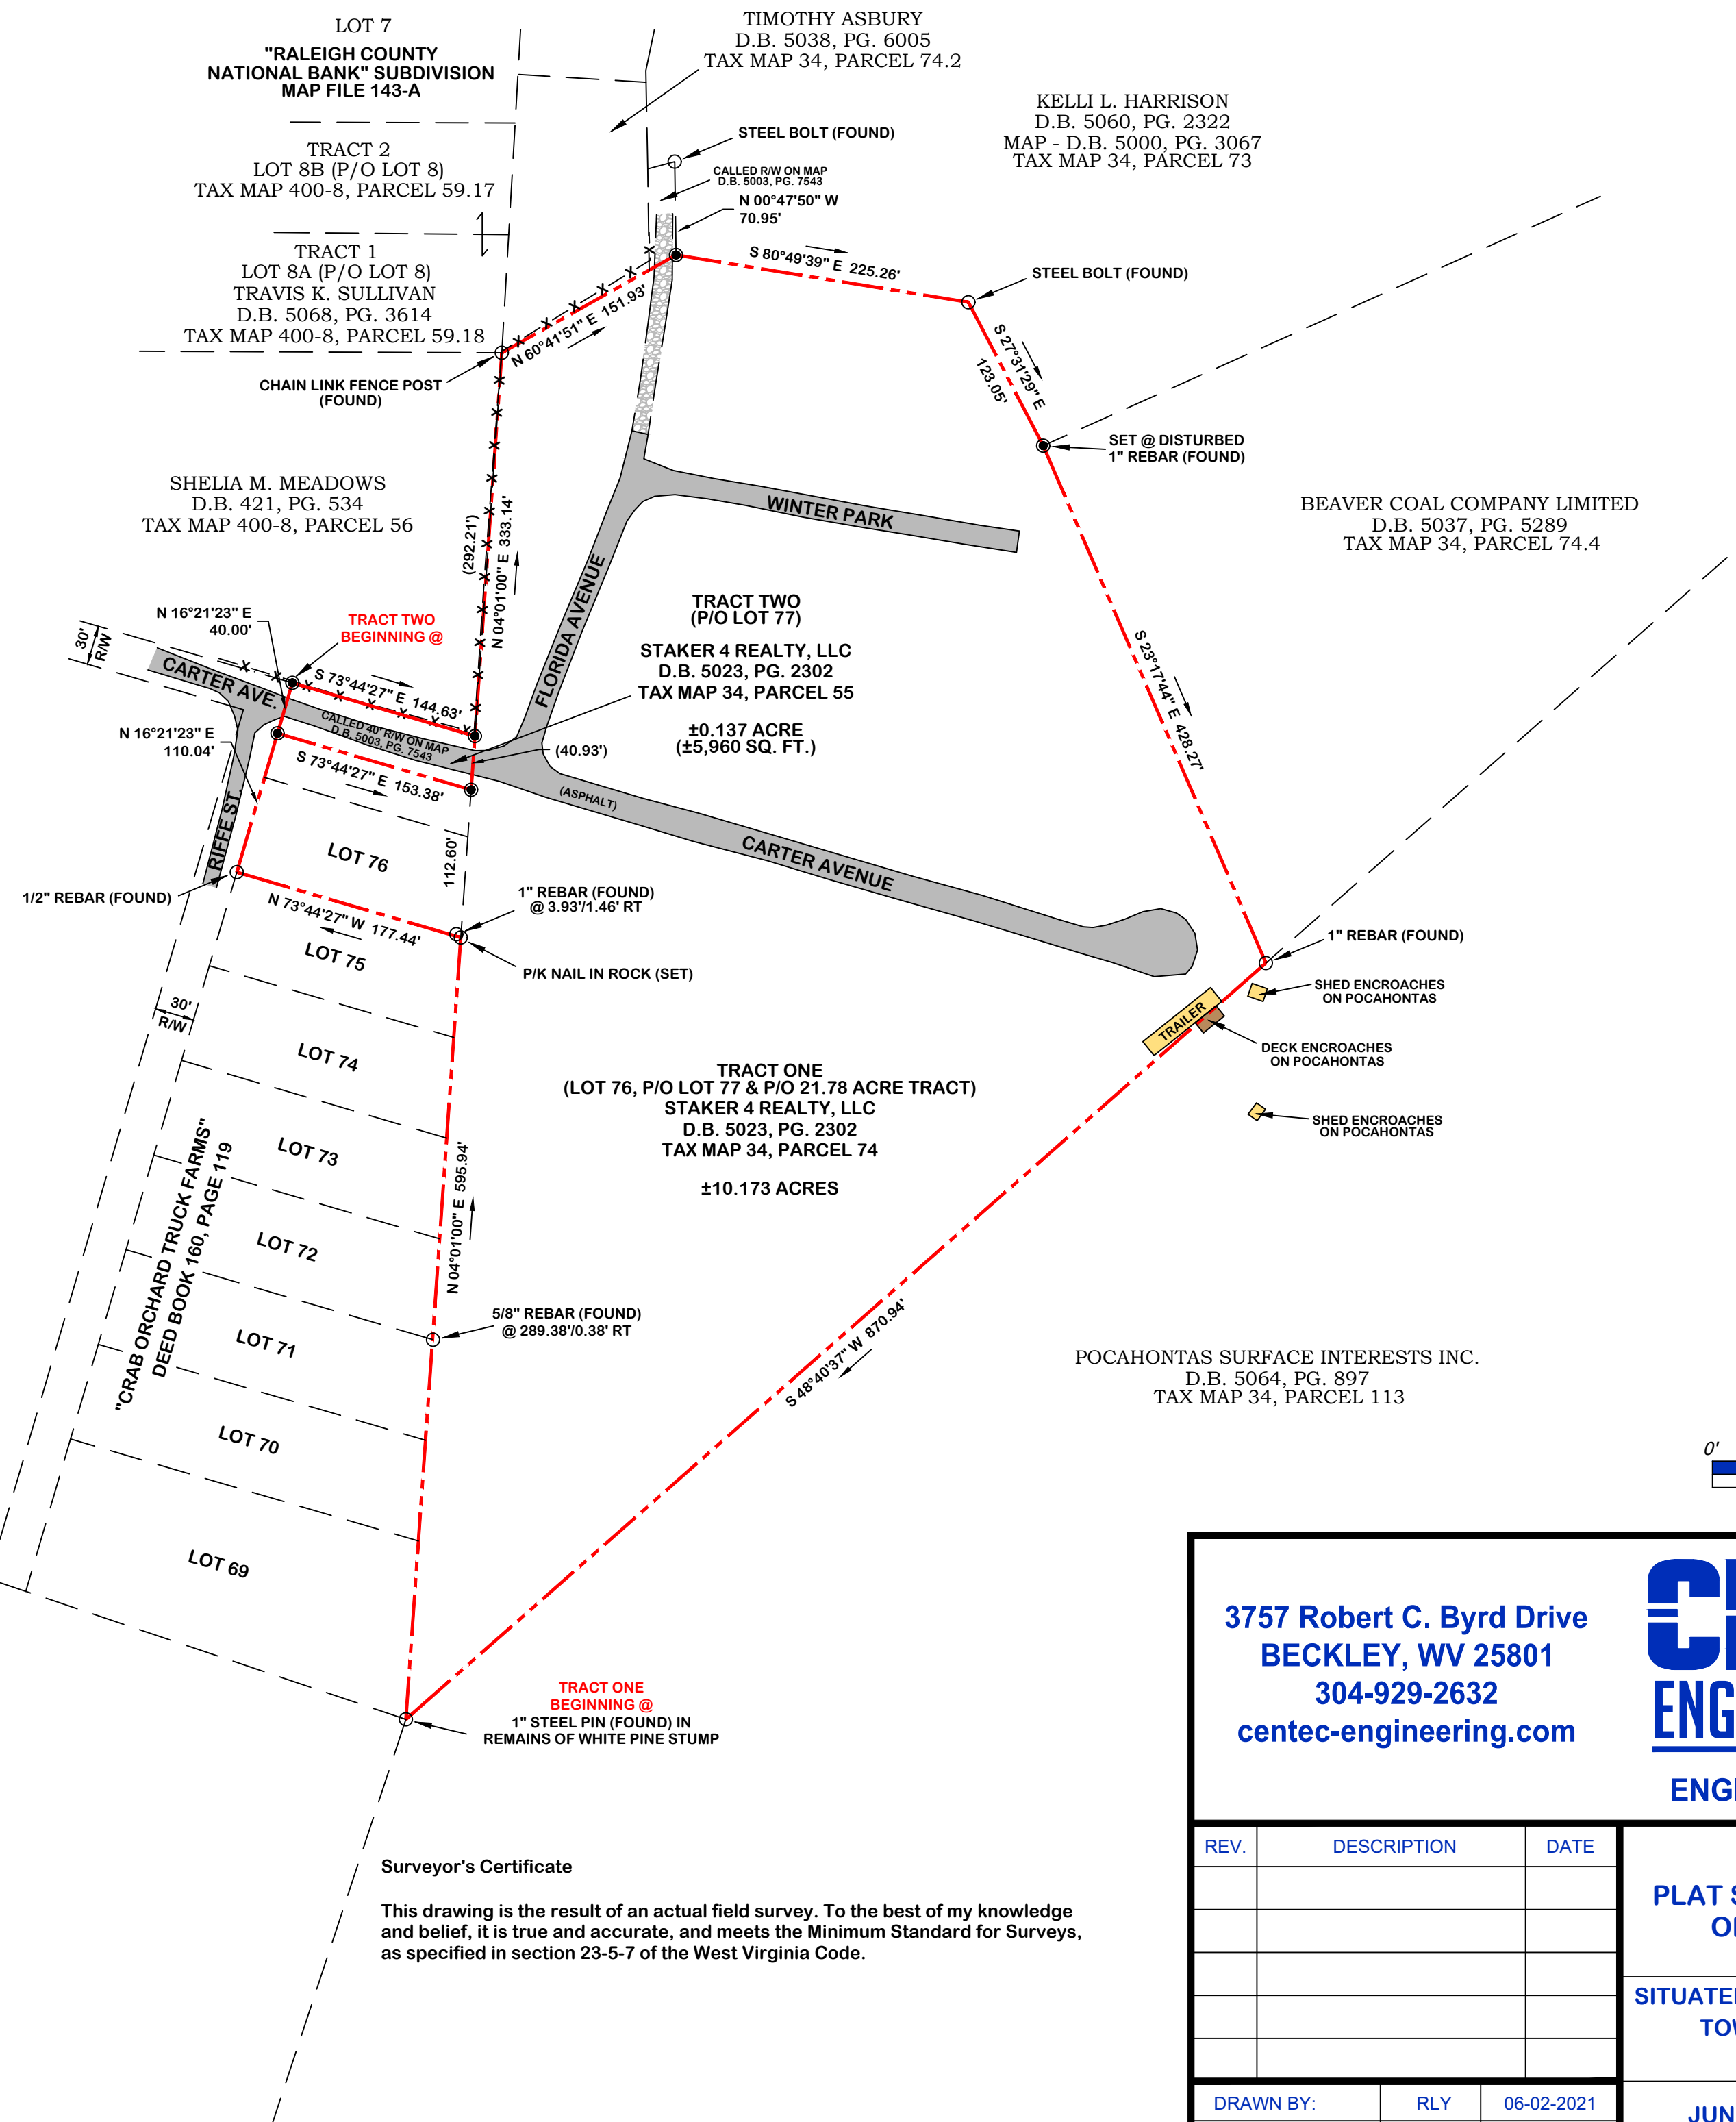 LOT 7
"RALEIGH COUNTY
NATIONAL BANK" SUBDIVISION
MAP FILE 143-A
TIMOTHY ASBURY
D.B. 5038, PG. 6005
TAX MAP 34, PARCEL 74.2
KELLI L. HARRISON
D.B. 5060, PG. 2322
MAP - D.B. 5000, PG. 3067
TAX MAP 34, PARCEL 73
STEEL BOLT (FOUND)
CALLED R/W ON MAP
D.B. 5003, PG. 7543
N 00°47'50" W
70.95'
TRACT 2
LOT 8B (P/O LOT 8)
TAX MAP 400-8, PARCEL 59.17
TRACT 1
LOT 8A (P/O LOT 8)
TRAVIS K. SULLIVAN
D.B. 5068, PG. 3614
TAX MAP 400-8, PARCEL 59.18
S 80°49'39" E 225.26'
STEEL BOLT (FOUND)
N 60°41'51" E 151.93'
CHAIN LINK FENCE POST
(FOUND)
S 27°31'29" E
123.05'
SET @ DISTURBED
1" REBAR (FOUND)
SHELIA M. MEADOWS
D.B. 421, PG. 534
TAX MAP 400-8, PARCEL 56
WINTER PARK
BEAVER COAL COMPANY LIMITED
D.B. 5037, PG. 5289
TAX MAP 34, PARCEL 74.4
(292.21')
N 04°01'00" E 333.14'
FLORIDA AVENUE
N 16°21'23" E
40.00'
TRACT TWO
BEGINNING @
TRACT TWO
(P/O LOT 77)
STAKER 4 REALTY, LLC
D.B. 5023, PG. 2302
TAX MAP 34, PARCEL 55
±0.137 ACRE
(±5,960 SQ. FT.)
30'
R/W
CARTER AVE.
S 73°44'27" E 144.63'
CALLED 40' R/W ON MAP
D.B. 5003, PG. 7543
S 23°17'44" E 428.27'
N 16°21'23" E
110.04'
S 73°44'27" E 153.38'
(40.93')
(ASPHALT)
CARTER AVENUE
RIFFE ST.
LOT 76
112.60'
1/2" REBAR (FOUND)
N 73°44'27" W 177.44'
1" REBAR (FOUND)
@ 3.93'/1.46' RT
P/K NAIL IN ROCK (SET)
1" REBAR (FOUND)
SHED ENCROACHES
ON POCAHONTAS
TRAILER
DECK ENCROACHES
ON POCAHONTAS
SHED ENCROACHES
ON POCAHONTAS
LOT 75
30'
R/W
LOT 74
TRACT ONE
(LOT 76, P/O LOT 77 & P/O 21.78 ACRE TRACT)
STAKER 4 REALTY, LLC
D.B. 5023, PG. 2302
TAX MAP 34, PARCEL 74
±10.173 ACRES
LOT 73
N 04°01'00" E 595.94'
"CRAB ORCHARD TRUCK FARMS"
DEED BOOK 160, PAGE 119
LOT 72
5/8" REBAR (FOUND)
@ 289.38'/0.38' RT
LOT 71
S 48°40'37" W 870.94'
POCAHONTAS SURFACE INTERESTS INC.
D.B. 5064, PG. 897
TAX MAP 34, PARCEL 113
LOT 70
0'
LOT 69
TRACT ONE
BEGINNING @
1" STEEL PIN (FOUND) IN
REMAINS OF WHITE PINE STUMP
3757 Robert C. Byrd Drive
BECKLEY, WV 25801
304-929-2632
centec-engineering.com
Surveyor's Certificate
This drawing is the result of an actual field survey. To the best of my knowledge
and belief, it is true and accurate, and meets the Minimum Standard for Surveys,
as specified in section 23-5-7 of the West Virginia Code.
REV. DESCRIPTION DATE
PLAT
TOW
DRAWN BY: RLY 06-02-2021
JUN